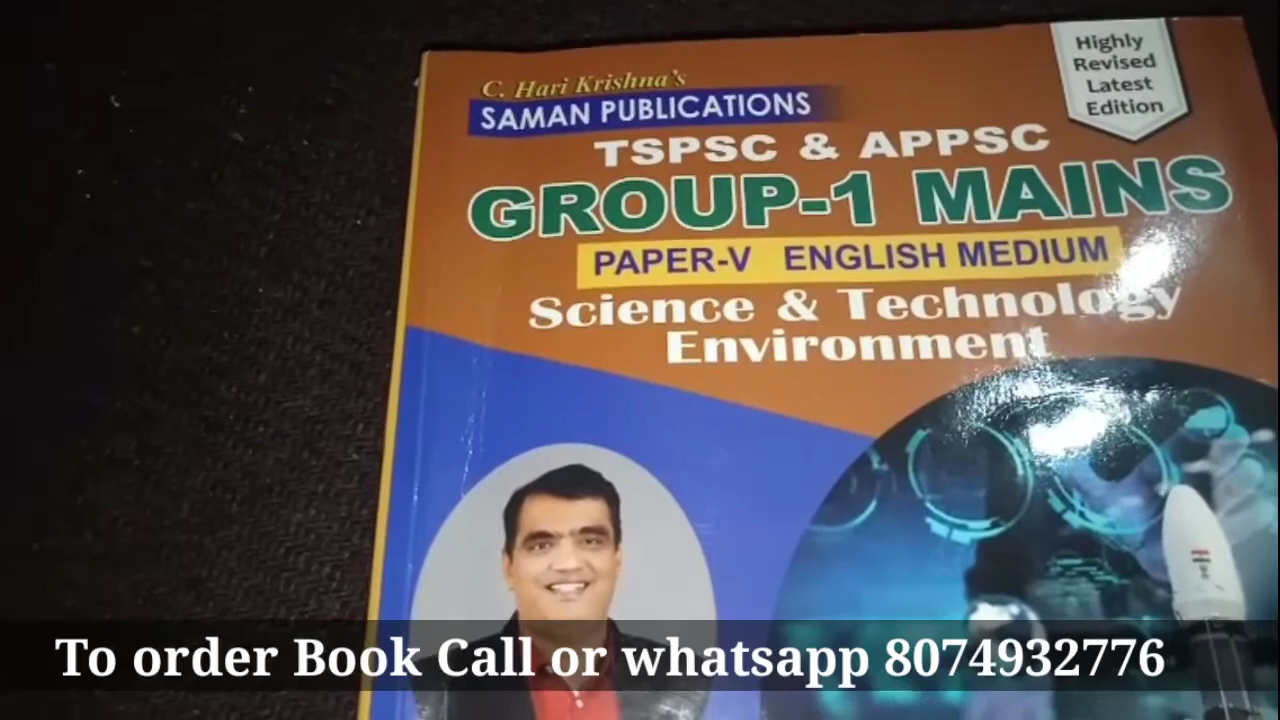 C. Hari Krishna's
SAMAN PUBLICATIONS
Highly
Revised
Latest
Edition
TSPSC & APPSC
GROUP-1 MAINS
PAPER-V ENGLISH MEDIUM
Science & Technology
Environment
To order Book Call or whatsapp 8074932776